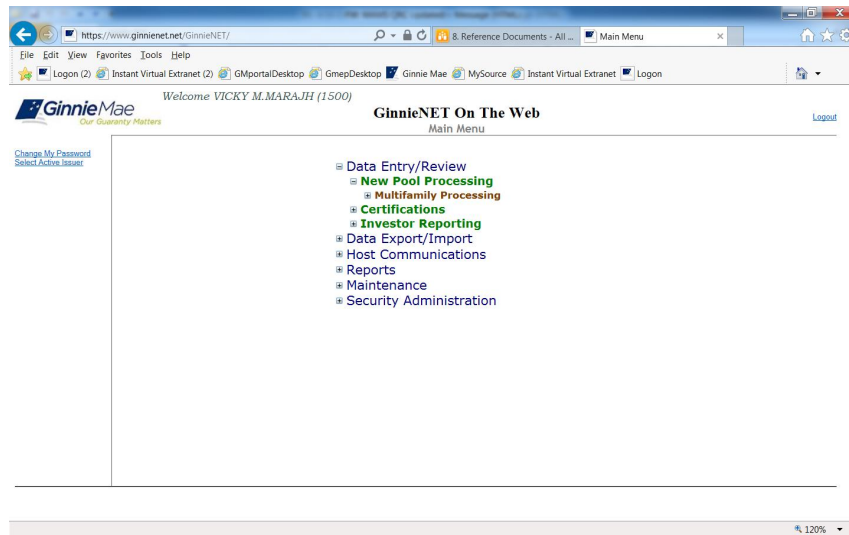 https://www.ginnienet.net/GinnieNET/
8. Reference Documents - All ...
Main Menu
File Edit View Favorites Tools Help
Logon (2) Instant Virtual Extranet (2) GMportalDesktop GmepDesktop Ginnie Mae MySource Instant Virtual Extranet Logon
Welcome VICKY M.MARAJH (1500)
GinnieMae
Our Guaranty Matters
GinnieNET On The Web
Main Menu
Logout
Change My Password
Select Active Issuer
Data Entry/Review
New Pool Processing
Multifamily Processing
Certifications
Investor Reporting
Data Export/Import
Host Communications
Reports
Maintenance
Security Administration
120%